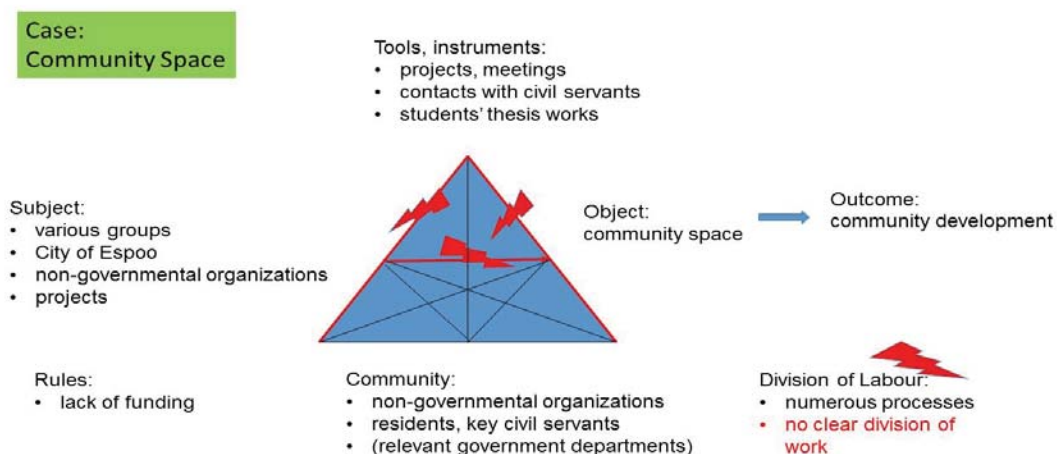 Case:
Community Space
Tools, instruments:
• projects, meetings
• contacts with civil servants
• students' thesis works
Subject:
• various groups
• City of Espoo
• non-governmental organizations
• projects
Object:
community space
Outcome:
community development
Rules:
• lack of funding
Community:
• non-governmental organizations
• residents, key civil servants
• (relevant government departments)
Division of Labour:
• numerous processes
• no clear division of
work